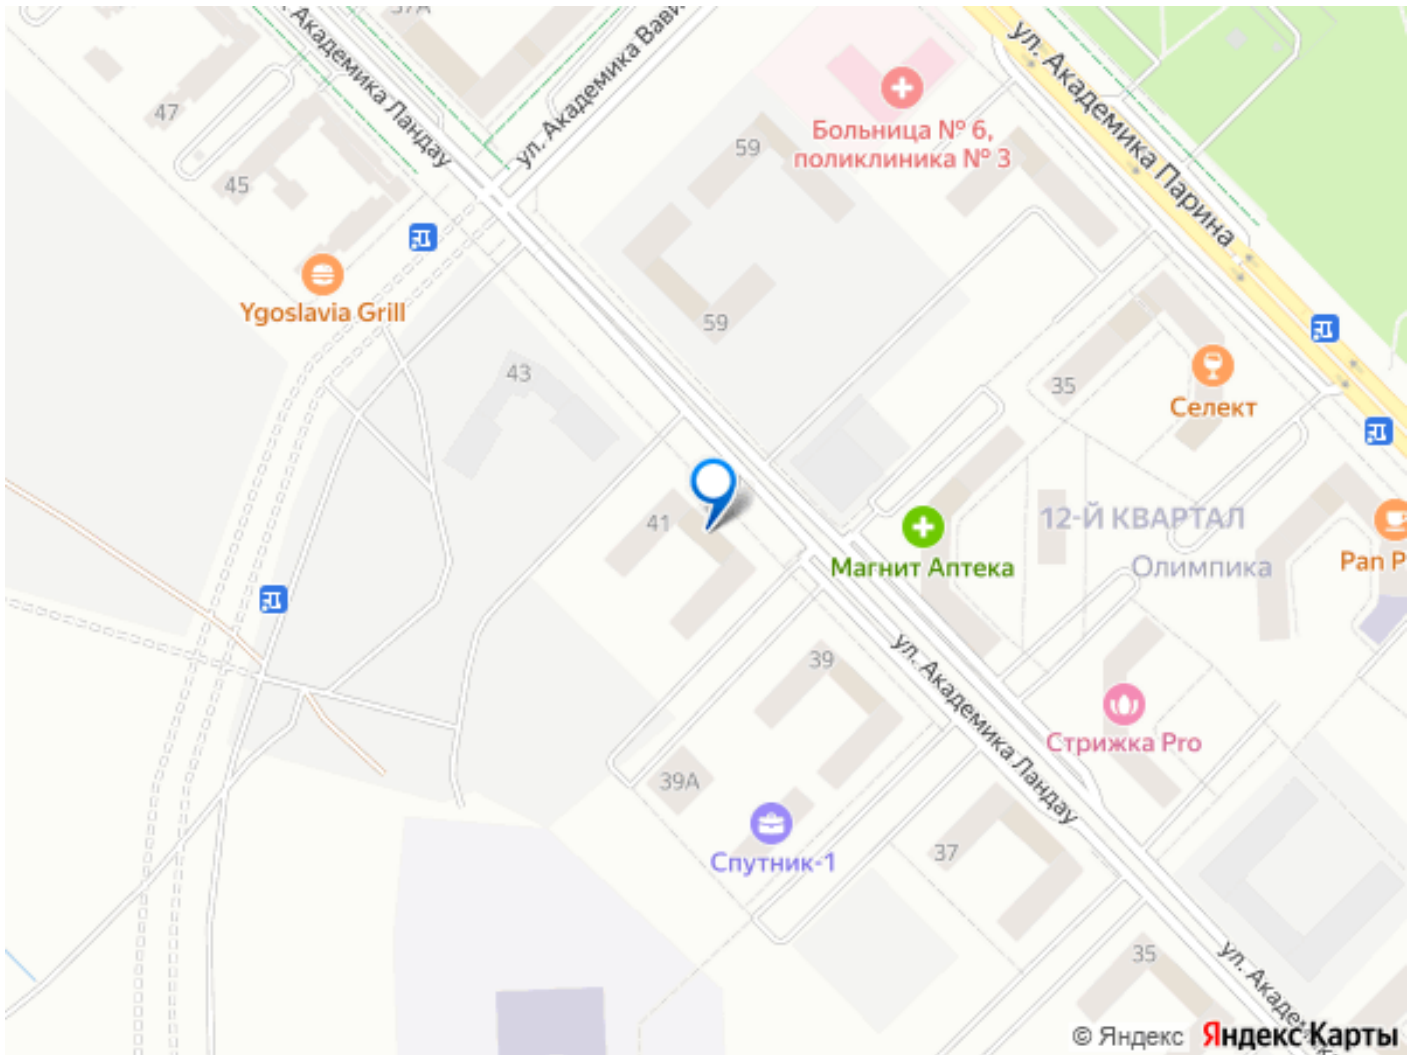 37А
ул. Академика Вави
Академика Ландау
ул. Академика Парина
47
Больница № 6,
поликлиника № 3
59
45
Ygoslavia Grill
59
43
35
Селект
41
12-Й КВАРТАЛ
Магнит Аптека
Олимпика
Pan P
ул. Академика Ландау
39
Стрижка Pro
39А
Спутник-1
37
35
ул. Академик
© Яндекс Яндекс Карты